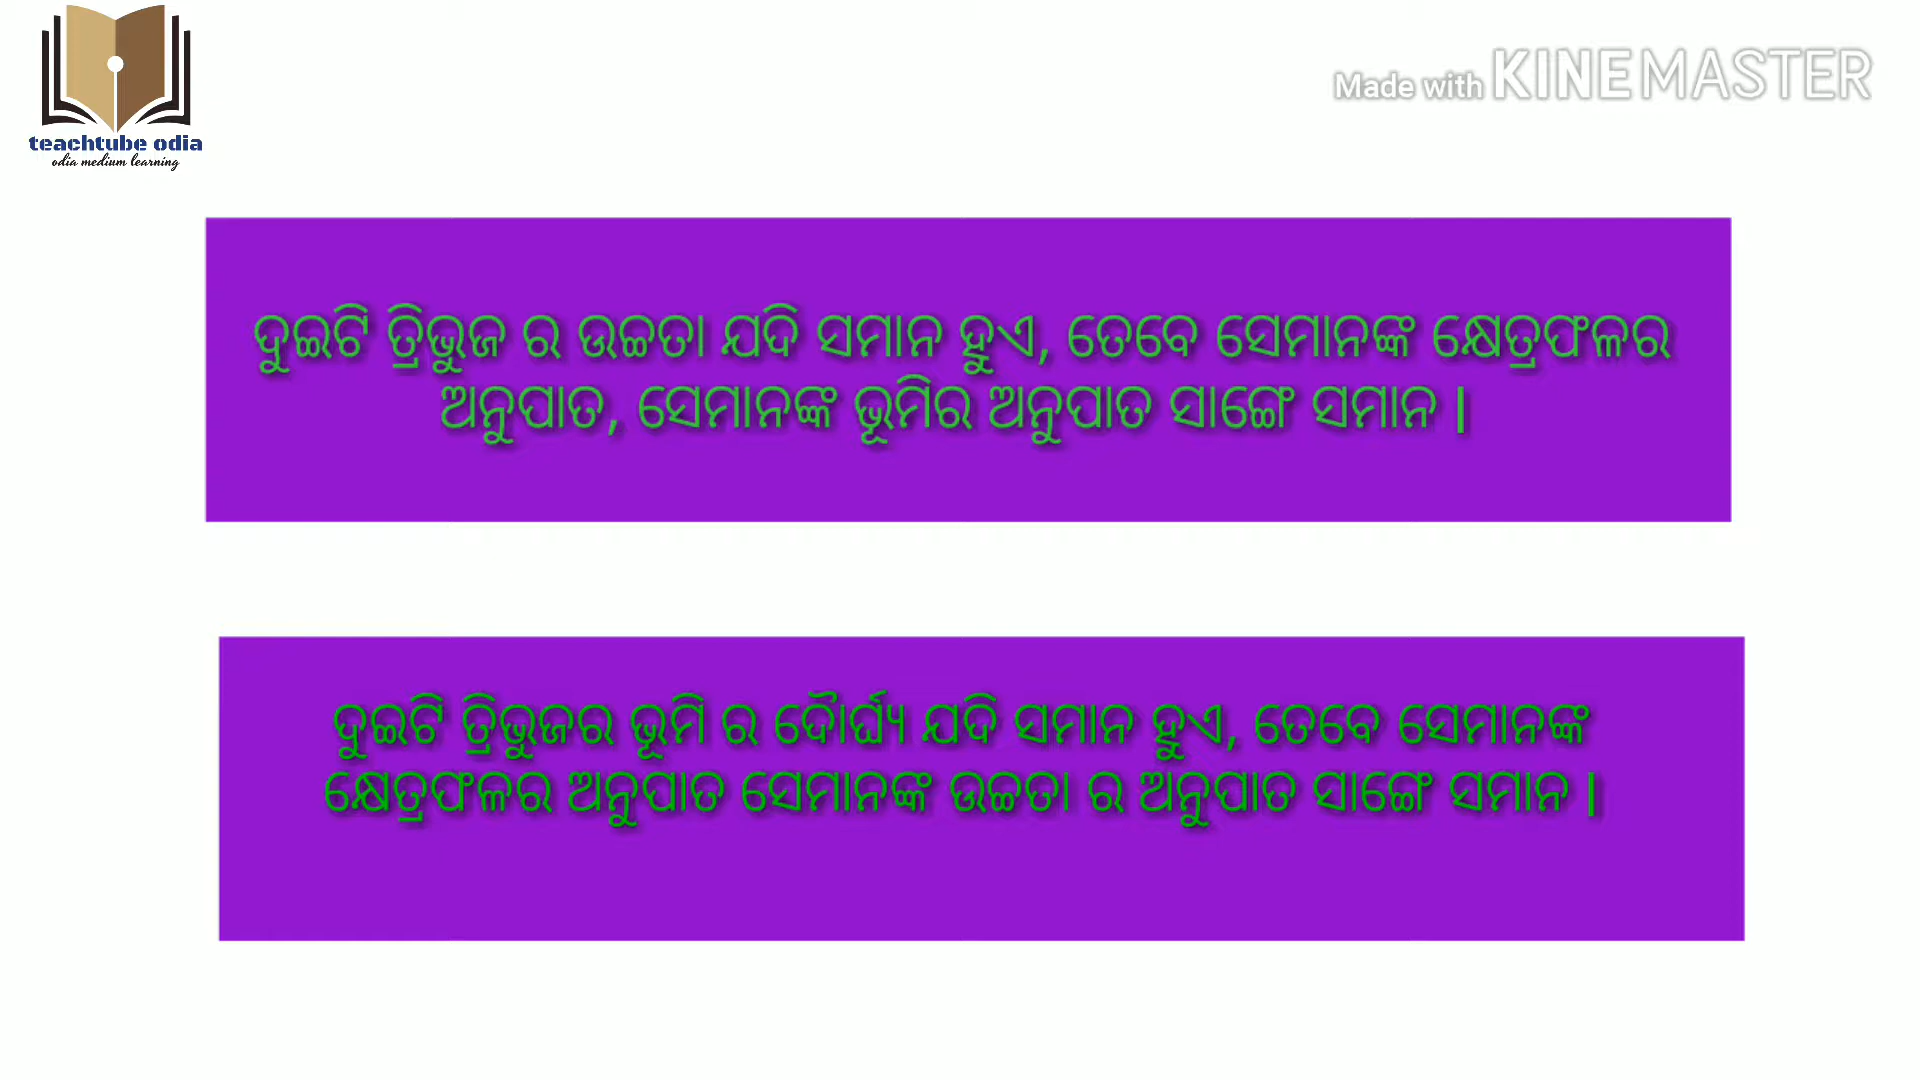 teachtube odia
odia medium learning
Made with KINEMASTER
ଦୁଇଟି ତ୍ରିଭୁଜ ର ଉଚ୍ଚତା ଯଦି ସମାନ ହୁଏ, ତେବେ ସେମାନଙ୍କ କ୍ଷେତ୍ରଫଳର
ଅନୁପାତ, ସେମାନଙ୍କ ଭୂମିର ଅନୁପାତ ସାଙ୍ଗେ ସମାନ |
ଦୁଇଟି ତ୍ରିଭୁଜର ଭୂମି ର ଦୌର୍ଘ୍ୟ ଯଦି ସମାନ ହୁଏ, ତେବେ ସେମାନଙ୍କ
କ୍ଷେତ୍ରଫଳର ଅନୁପାତ ସେମାନଙ୍କ ଉଚ୍ଚତା ର ଅନୁପାତ ସାଙ୍ଗେ ସମାନ |